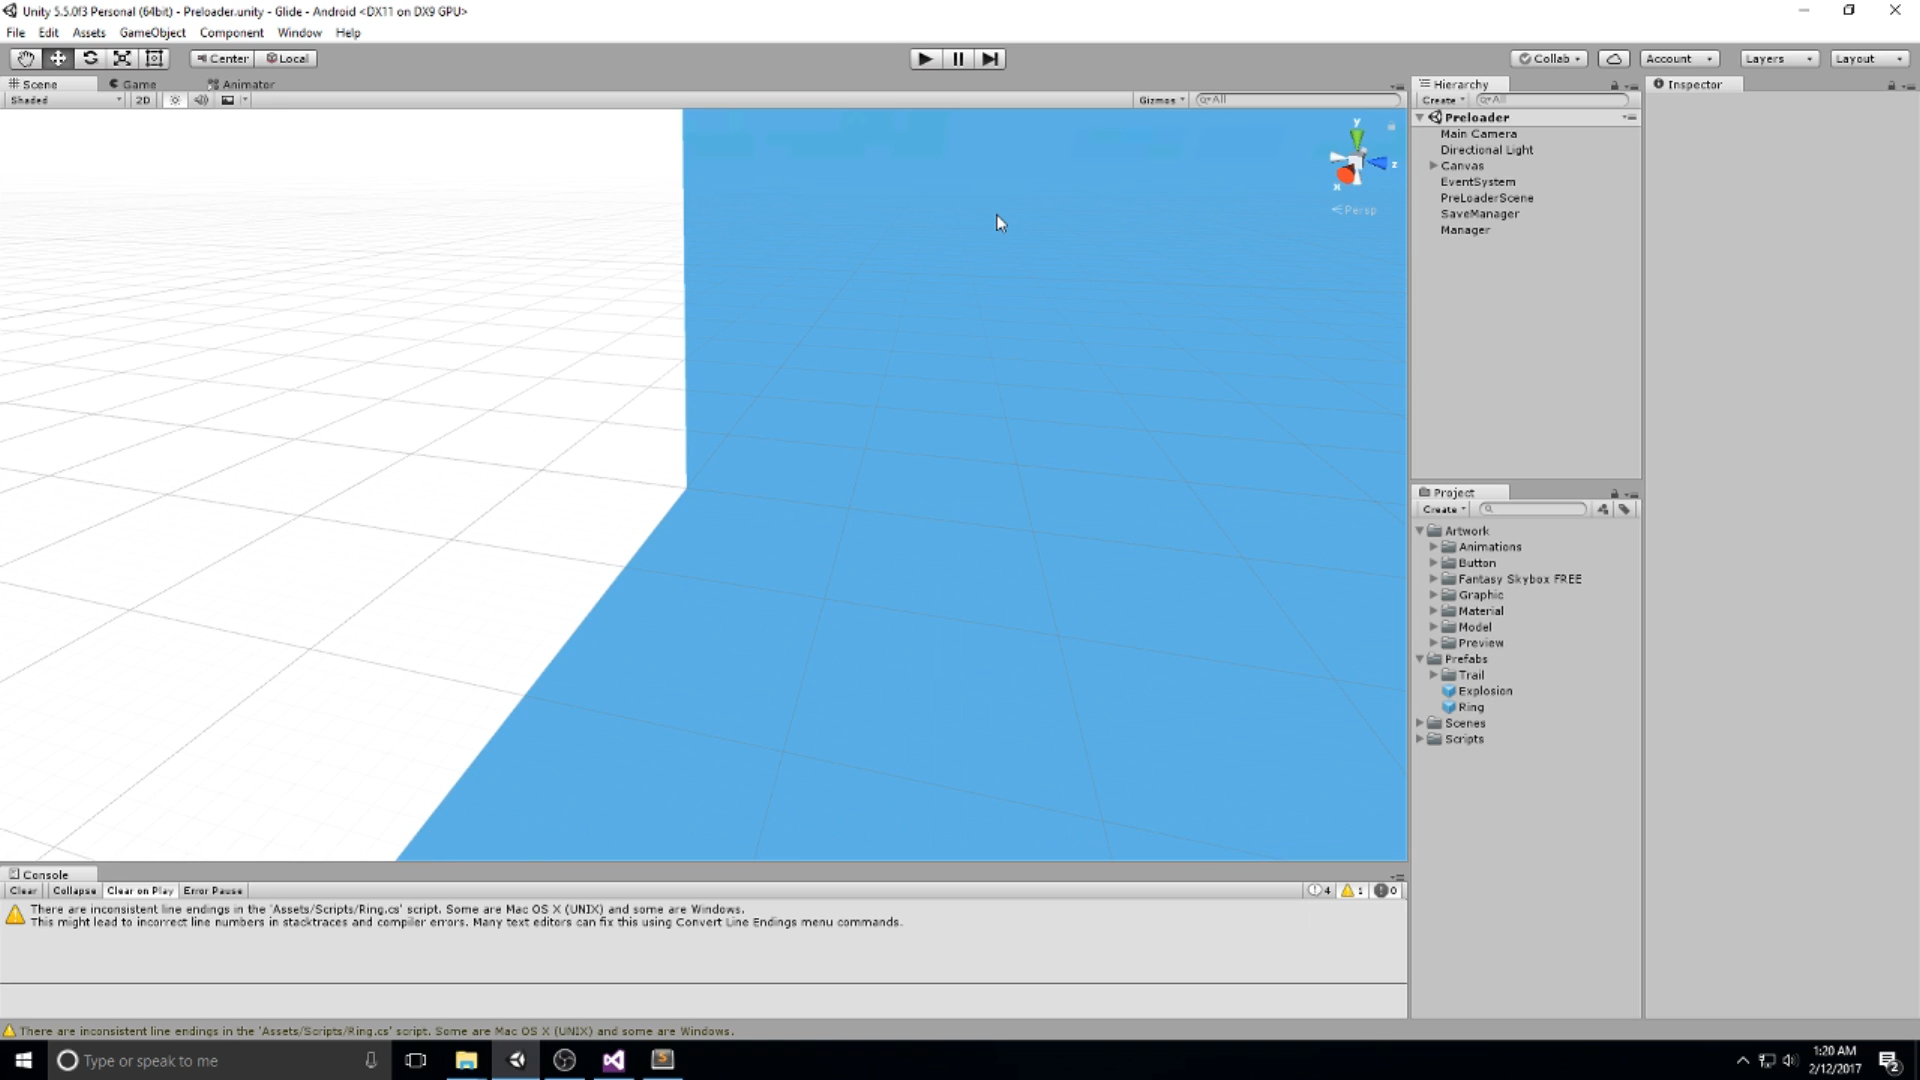 Unity 5.5.0f3 Personal (64bit) - Preloader.unity - Glide - Android <DX11 on DX9 GPU>
File Edit Assets GameObject Component Window Help
Center Local Collab Account Layers Layout
Scene Game Animator
Shaded 2D Gizmos All
y
z
x
Persp
Hierarchy
Create All
Preloader
Main Camera
Directional Light
Canvas
EventSystem
PreLoaderScene
SaveManager
Manager
Inspector
Project
Create
Artwork
Animations
Button
Fantasy Skybox FREE
Graphic
Material
Model
Preview
Prefabs
Trail
Explosion
Ring
Scenes
Scripts
Console
Clear Collapse Clear on Play Error Pause 4 1 0
There are inconsistent line endings in the 'Assets/Scripts/Ring.cs' script. Some are Mac OS X (UNIX) and some are Windows.
This might lead to incorrect line numbers in stacktraces and compiler errors. Many text editors can fix this using Convert Line Endings menu commands.
There are inconsistent line endings in the 'Assets/Scripts/Ring.cs' script. Some are Mac OS X (UNIX) and some are Windows.
Type or speak to me
1:20 AM
2/12/2017
2